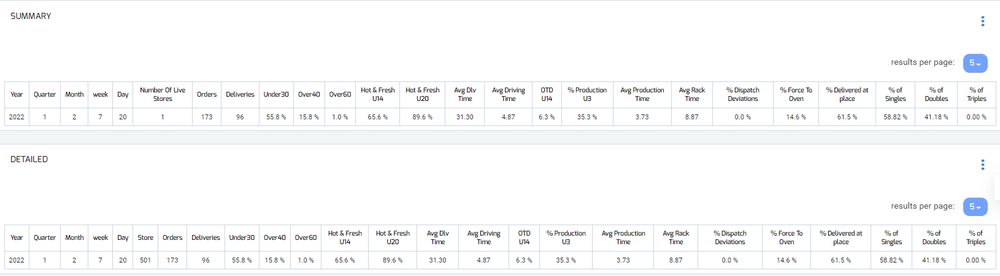 SUMMARY
results per page: 5
Year Quarter Month week Day Number Of Live Stores Orders Deliveries Under30 Over40 Over60 Hot & Fresh U14 Hot & Fresh U20 Avg Dlv Time Avg Driving Time OTD U14 % Production U3 Avg Production Time Avg Rack Time % Dispatch Deviations % Force To Oven % Delivered at place % of Singles % of Doubles % of Triples
2022 1 2 7 20 1 173 96 55.8 % 15.8 % 1.0 % 65.6 % 89.6 % 31.30 4.87 6.3 % 35.3 % 3.73 8.87 0.0 % 14.6 % 61.5 % 58.82 % 41.18 % 0.00 %
DETAILED
results per page: 5
Year Quarter Month week Day Store Orders Deliveries Under30 Over40 Over60 Hot & Fresh U14 Hot & Fresh U20 Avg Dlv Time Avg Driving Time OTD U14 % Production U3 Avg Production Time Avg Rack Time % Dispatch Deviations % Force To Oven % Delivered at place % of Singles % of Doubles % of Triples
2022 1 2 7 20 501 173 96 55.8 % 15.8 % 1.0 % 65.6 % 89.6 % 31.30 4.87 6.3 % 35.3 % 3.73 8.87 0.0 % 14.6 % 61.5 % 58.82 % 41.18 % 0.00 %